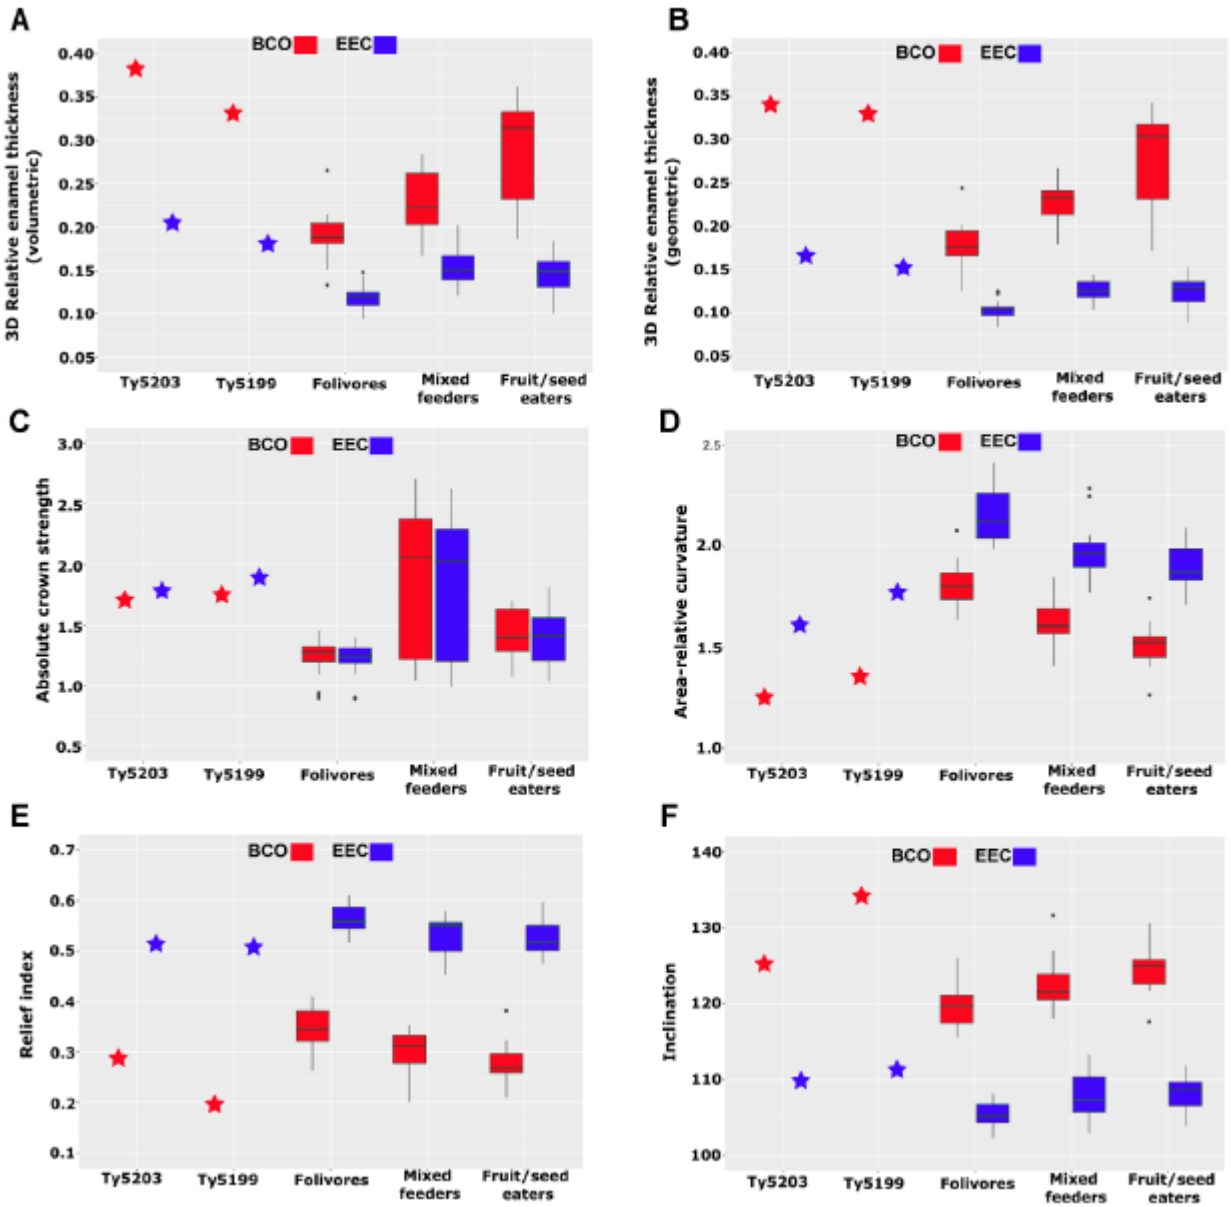 A
BCO EEC
3D Relative enamel thickness
(volumetric)
0.40
0.35
0.30
0.25
0.20
0.15
0.10
0.05
Ty5203 Ty5199 Folivores Mixed feeders Fruit/seed eaters
B
BCO EEC
3D Relative enamel thickness
(geometric)
0.40
0.35
0.30
0.25
0.20
0.15
0.10
0.05
Ty5203 Ty5199 Folivores Mixed feeders Fruit/seed eaters
C
BCO EEC
Absolute crown strength
3.0
2.5
2.0
1.5
1.0
0.5
Ty5203 Ty5199 Folivores Mixed feeders Fruit/seed eaters
D
BCO EEC
Area-relative curvature
2.5
2.0
1.5
1.0
Ty5203 Ty5199 Folivores Mixed feeders Fruit/seed eaters
E
BCO EEC
Relief index
0.7
0.6
0.5
0.4
0.3
0.2
0.1
Ty5203 Ty5199 Folivores Mixed feeders Fruit/seed eaters
F
BCO EEC
Inclination
140
130
120
110
100
Ty5203 Ty5199 Folivores Mixed feeders Fruit/seed eaters